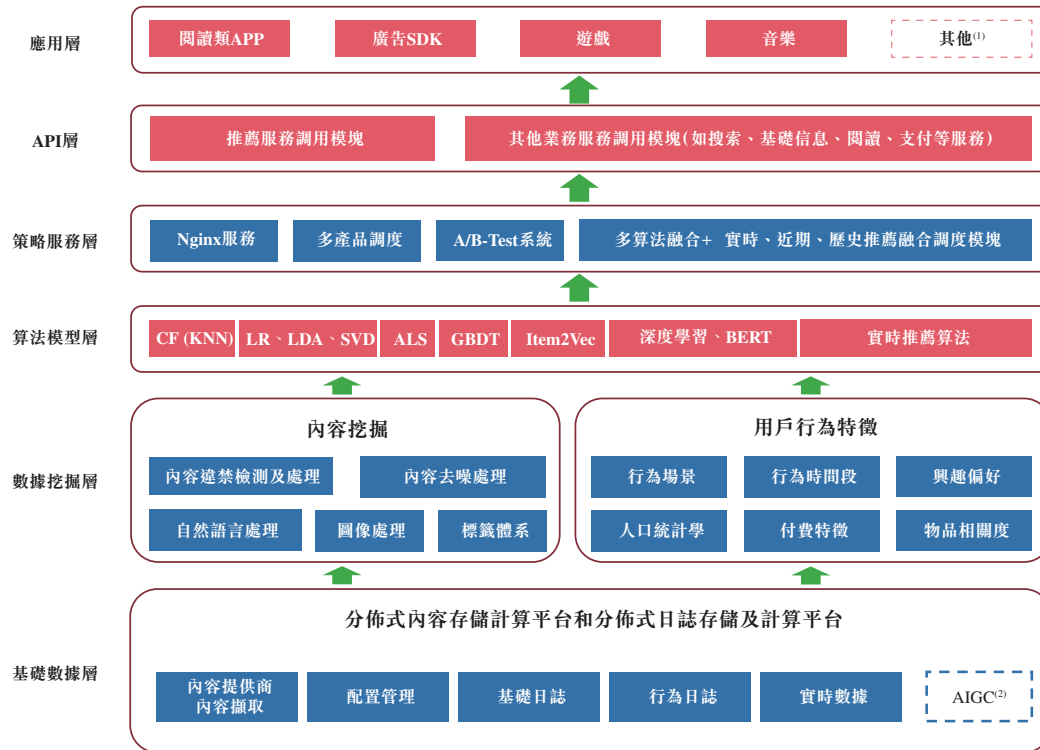 應用層
閱讀類APP
廣告SDK
遊戲
音樂
其他(1)
API層
推薦服務調用模塊
其他業務服務調用模塊(如搜索、基礎信息、閱讀、支付等服務)
策略服務層
Nginx服務
多產品調度
A/B-Test系統
多算法融合+ 實時、近期、歷史推薦融合調度模塊
算法模型層
CF (KNN)
LR、LDA、SVD
ALS
GBDT
Item2Vec
深度學習、BERT
實時推薦算法
數據挖掘層
內容挖掘
內容違禁檢測及處理
內容去噪處理
自然語言處理
圖像處理
標籤體系
用戶行為特徵
行為場景
行為時間段
興趣偏好
人口統計學
付費特徵
物品相關度
基礎數據層
分佈式內容存儲計算平台和分佈式日誌存儲及計算平台
內容提供商
內容擷取
配置管理
基礎日誌
行為日誌
實時數據
AIGC(2)